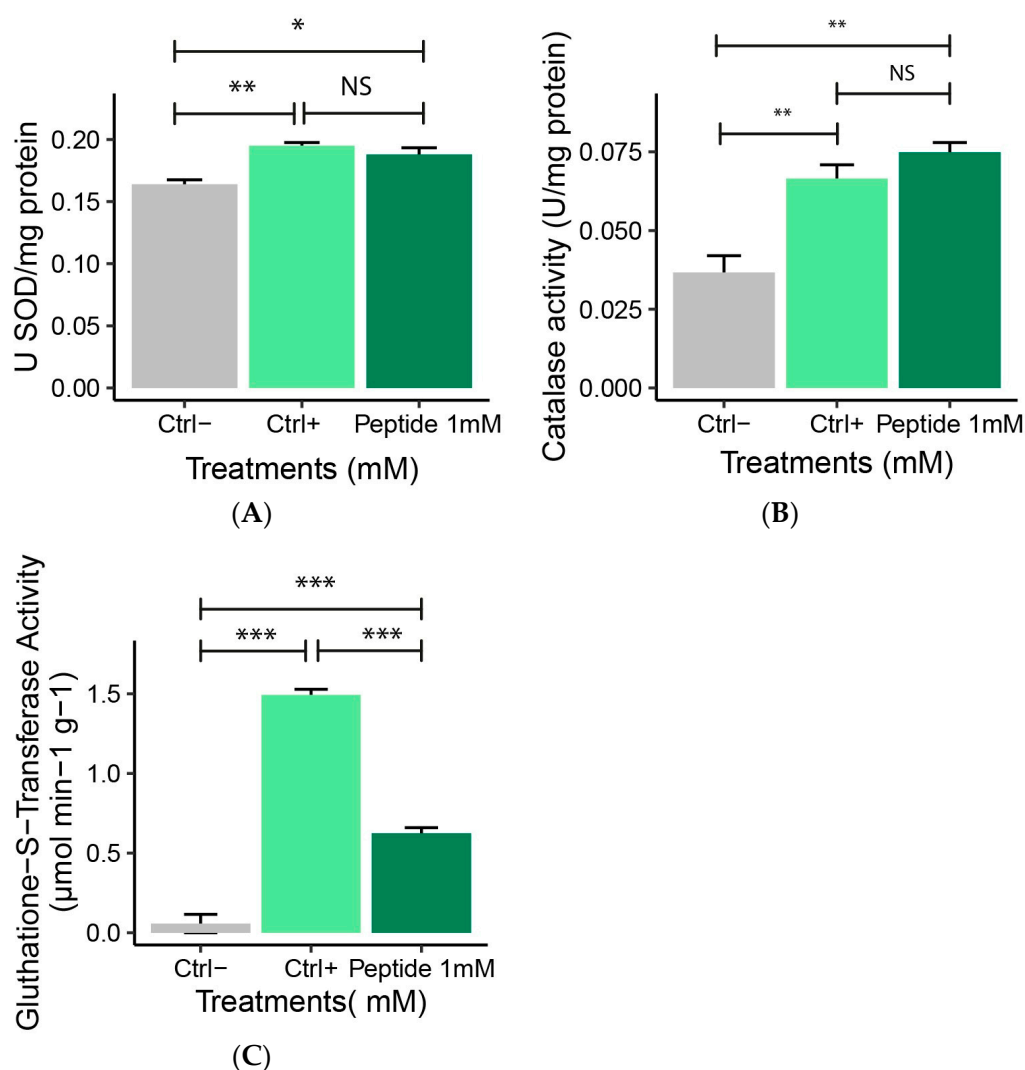 *
** NS
U SOD/mg protein
0.20
0.15
0.10
0.05
0.00
Ctrl− Ctrl+ Peptide 1mM
Treatments (mM)
(A)
**
NS
**
Catalase activity (U/mg protein)
0.075
0.050
0.025
0.000
Ctrl− Ctrl+ Peptide 1mM
Treatments (mM)
(B)
***
*** ***
Gluthatione−S−Transferase Activity
(µmol min−1 g−1)
1.5
1.0
0.5
0.0
Ctrl− Ctrl+ Peptide 1mM
Treatments( mM)
(C)